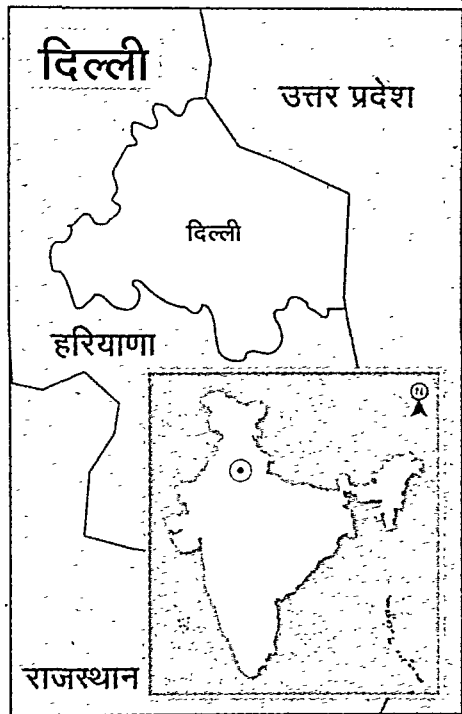 दिल्ली
उत्तर प्रदेश
दिल्ली
हरियाणा
N
राजस्थान